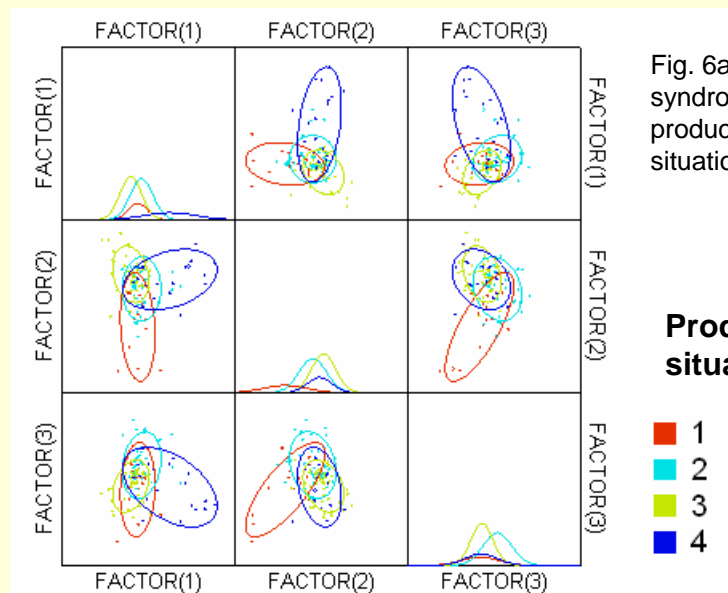 FACTOR(1) FACTOR(2) FACTOR(3)
FACTOR(1)
FACTOR(1)
FACTOR(2)
FACTOR(2)
FACTOR(3)
FACTOR(3)
FACTOR(1) FACTOR(2) FACTOR(3)
Fig. 6a
syndro
produc
situatio
Prod
situa
1
2
3
4